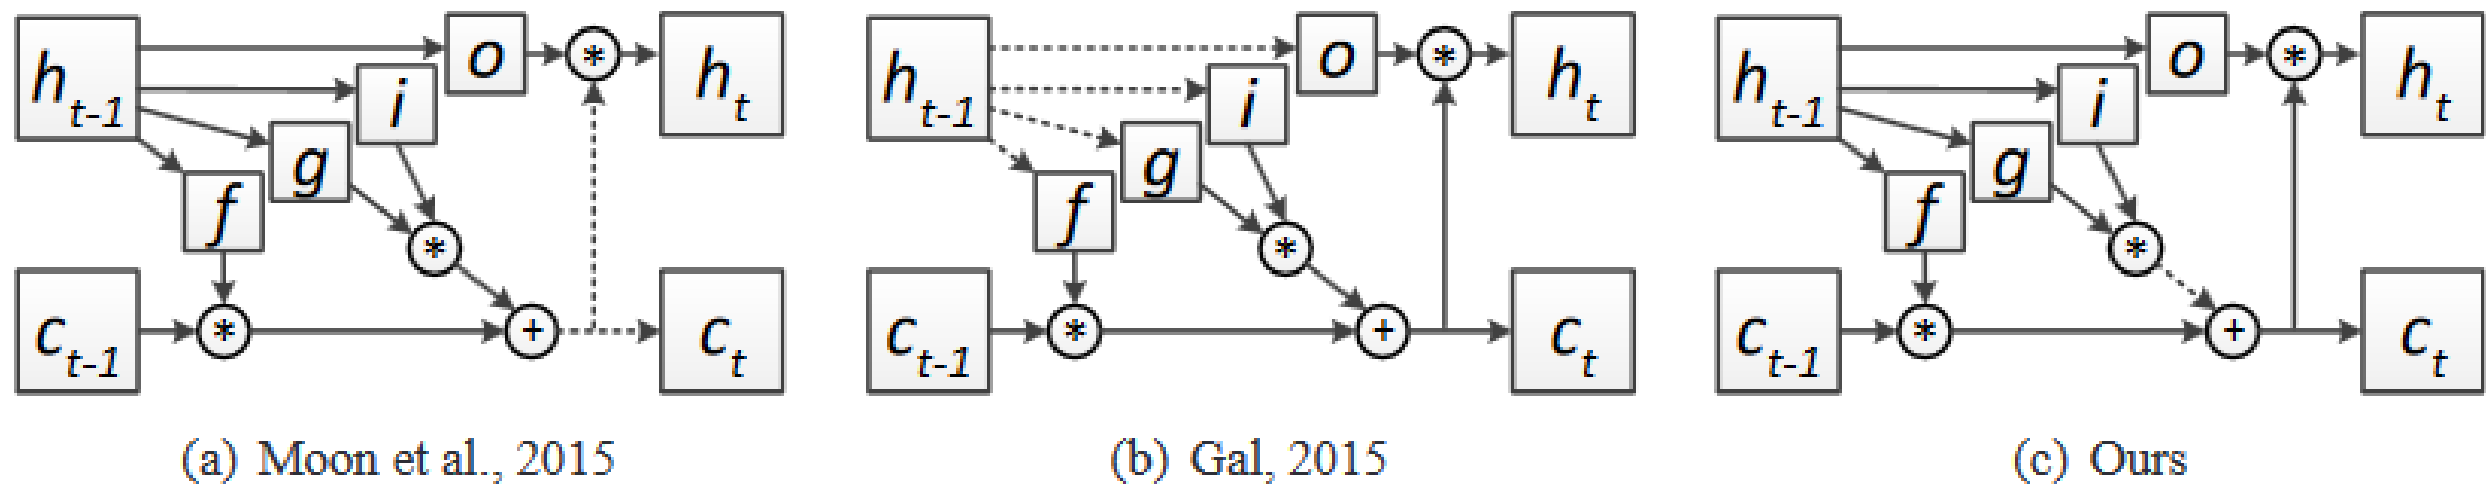 h t-1 o * h t
i
g
f
*
c t-1 * + c t
(a) Moon et al., 2015
h t-1 o * h t
i
g
f
*
c t-1 * + c t
(b) Gal, 2015
h t-1 o * h t
i
g
f
*
c t-1 * + c t
(c) Ours